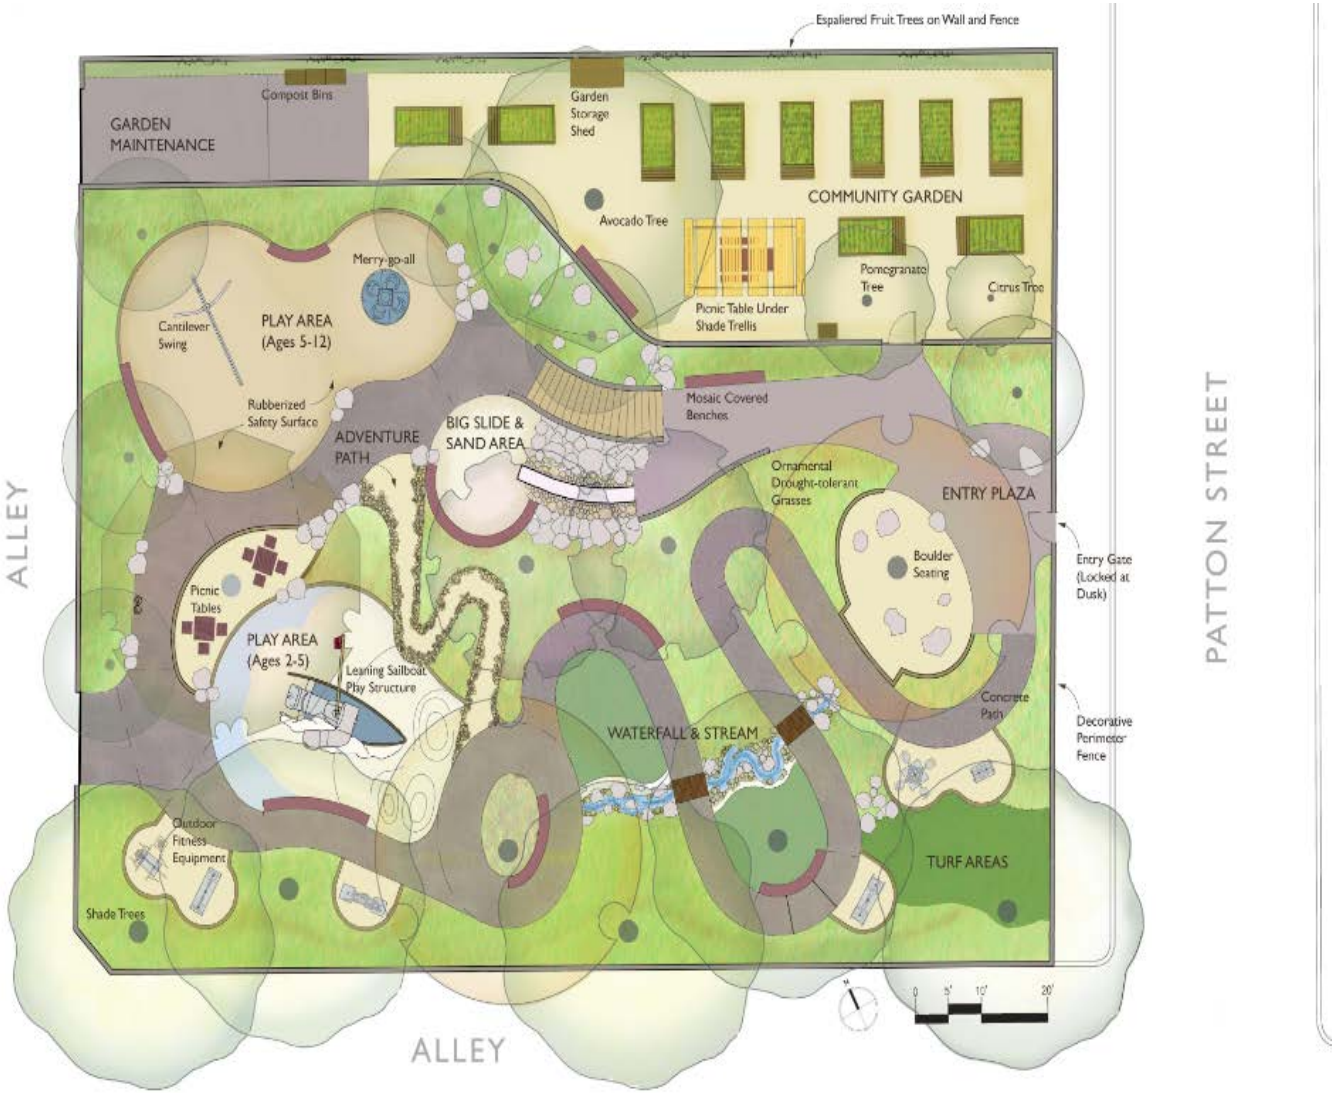 Espaliered Fruit Trees on Wall and Fence
Compost Bins
Garden
Storage
Shed
GARDEN
MAINTENANCE
COMMUNITY GARDEN
Avocado Tree
Merry-go-all
Pomegranate
Tree
Citrus Tree
Picnic Table Under
Shade Trellis
Cantilever
Swing
PLAY AREA
(Ages 5-12)
Rubberized
Safety Surface
Mosaic Covered
Benches
ADVENTURE
PATH
BIG SLIDE &
SAND AREA
Ornamental
Drought-tolerant
Grasses
ENTRY PLAZA
Boulder
Seating
Entry Gate
(Locked at
Dusk)
ALLEY
PATTON STREET
Picnic
Tables
PLAY AREA
(Ages 2-5)
Leaning Sailboat
Play Structure
Concrete
Path
Decorative
Perimeter
Fence
WATERFALL & STREAM
Outdoor
Fitness
Equipment
TURF AREAS
Shade Trees
N
0 5' 10' 20'
ALLEY